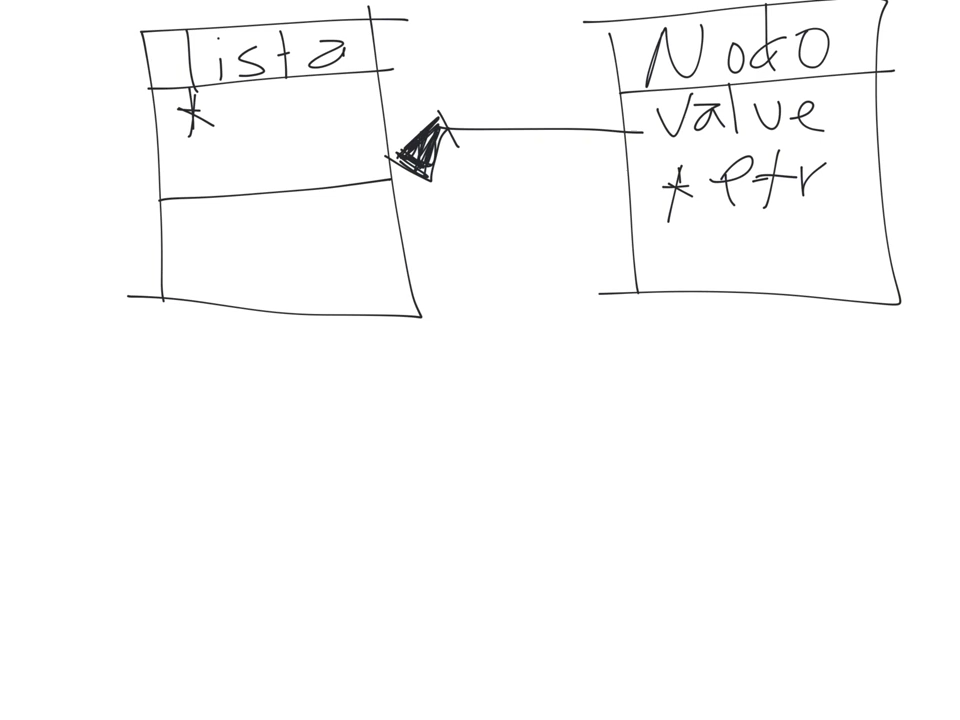 lista
*
Nodo
value
* ptr